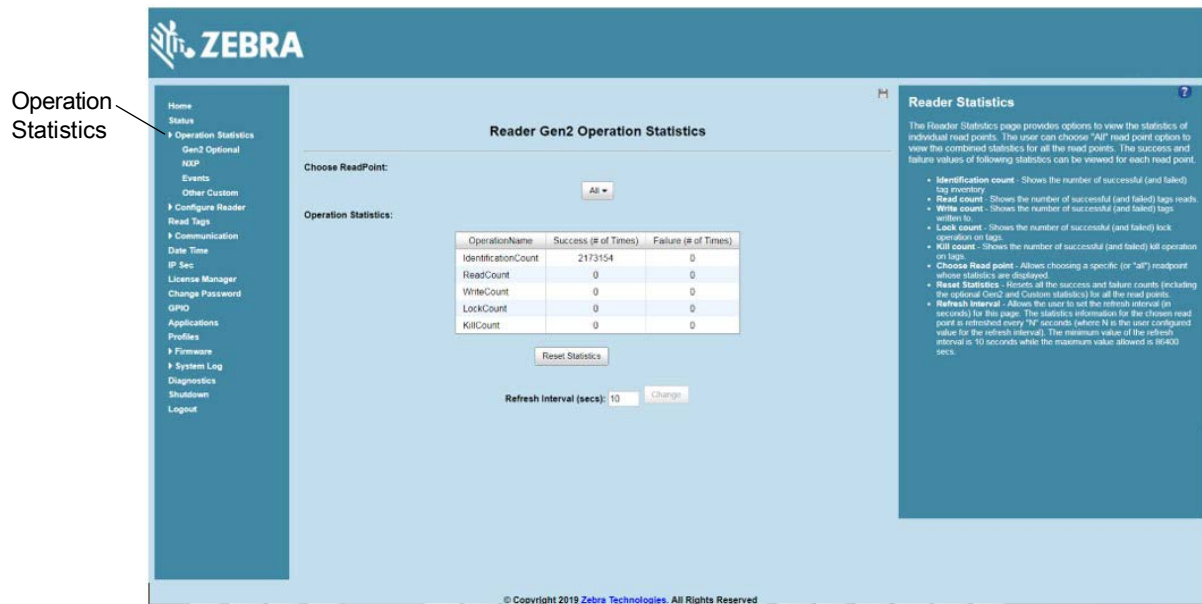 ZEBRA
Operation
Statistics
Home
Status
Operation Statistics
Gen2 Optional
NXP
Events
Other Custom
Configure Reader
Read Tags
Communication
Date Time
IP Sec
License Manager
Change Password
GPIO
Applications
Profiles
Firmware
System Log
Diagnostics
Shutdown
Logout
Reader Gen2 Operation Statistics
Choose ReadPoint:
All
Operation Statistics:
OperationName Success (# of Times) Failure (# of Times)
IdentificationCount 2173154 0
ReadCount 0 0
WriteCount 0 0
LockCount 0 0
KillCount 0 0
Reset Statistics
Refresh Interval (secs): 10 Change
Reader Statistics
?
The Reader Statistics page provides options to view the statistics of
individual read points. The user can choose "All" read point option to
view the combined statistics for all the read points. The success and
failure values of following statistics can be viewed for each read point.
• Identification count - Shows the number of successful (and failed)
tag inventory
• Read count - Shows the number of successful (and failed) tags reads.
• Write count - Shows the number of successful (and failed) tags
written to.
• Lock count - Shows the number of successful (and failed) lock
operation on tags.
• Kill count - Shows the number of successful (and failed) kill operation
on tags.
• Choose Read point - Allows choosing a specific (or "all") readpoint
whose statistics are displayed.
• Reset Statistics - Resets all the success and failure counts (including
the optional Gen2 and Custom statistics) for all the read points.
• Refresh Interval - Allows the user to set the refresh interval (in
seconds) for this page. The statistics information for the chosen read
point is refreshed every "N" seconds (where N is the user configured
value for the refresh interval). The minimum value of the refresh
interval is 10 seconds while the maximum value allowed is 86400
secs.
© Copyright 2019 Zebra Technologies. All Rights Reserved